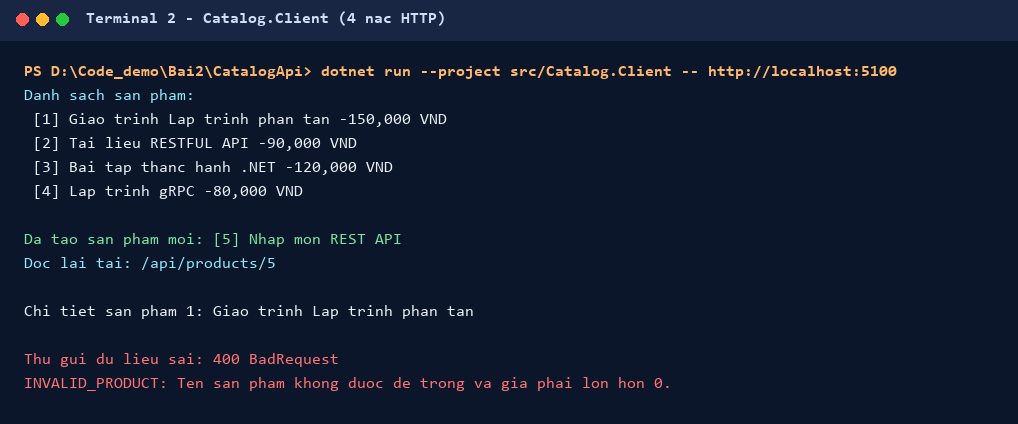 Terminal 2 - Catalog.Client (4 nac HTTP)
PS D:\Code_demo\Bai2\CatalogApi> dotnet run --project src/Catalog.Client -- http://localhost:5100
Danh sach san pham:
[1] Giao trinh Lap trinh phan tan -150,000 VND
[2] Tai lieu RESTFUL API -90,000 VND
[3] Bai tap thanc hanh .NET -120,000 VND
[4] Lap trinh gRPC -80,000 VND
Da tao san pham moi: [5] Nhap mon REST API
Doc lai tai: /api/products/5
Chi tiet san pham 1: Giao trinh Lap trinh phan tan
Thu gui du lieu sai: 400 BadRequest
INVALID_PRODUCT: Ten san pham khong duoc de trong va gia phai lon hon 0.